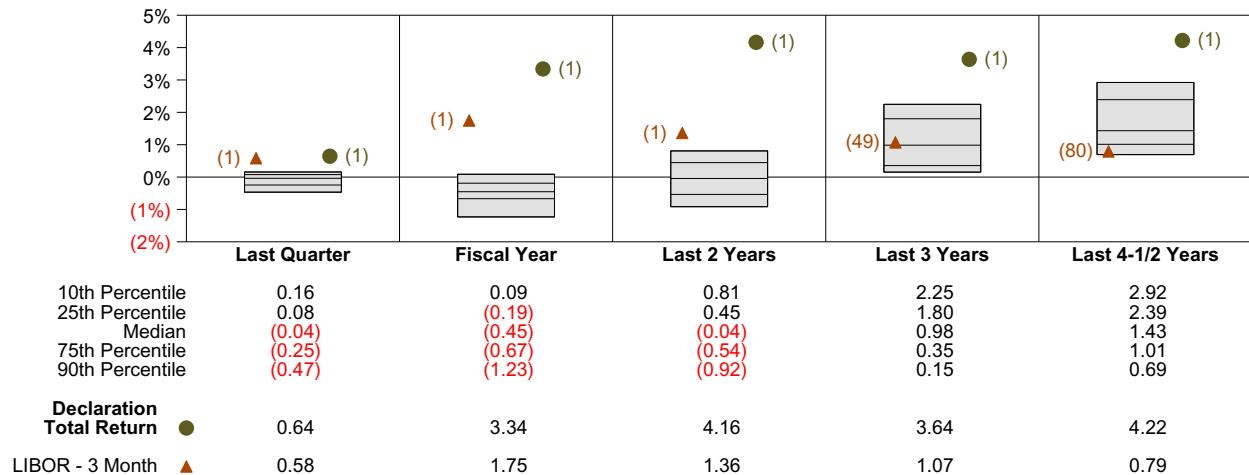 5%
4%
3%
2%
1%
0%
(1%)
(2%)
(1) (1)
(1) (1)
(1) (1)
(49) (1)
(80) (1)
Last Quarter Fiscal Year Last 2 Years Last 3 Years Last 4-1/2 Years
10th Percentile 0.16 0.09 0.81 2.25 2.92
25th Percentile 0.08 (0.19) 0.45 1.80 2.39
Median (0.04) (0.45) (0.04) 0.98 1.43
75th Percentile (0.25) (0.67) (0.54) 0.35 1.01
90th Percentile (0.47) (1.23) (0.92) 0.15 0.69
Declaration
Total Return 0.64 3.34 4.16 3.64 4.22
LIBOR - 3 Month 0.58 1.75 1.36 1.07 0.79